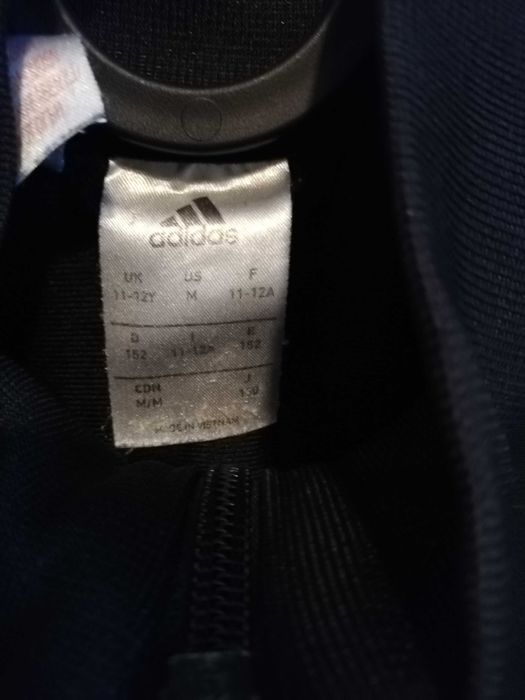 adidas
UK US F
11-12Y M 11-12A
D I E
152 11-12A 152
CDN J
M/M 150
MADE IN VIETNAM